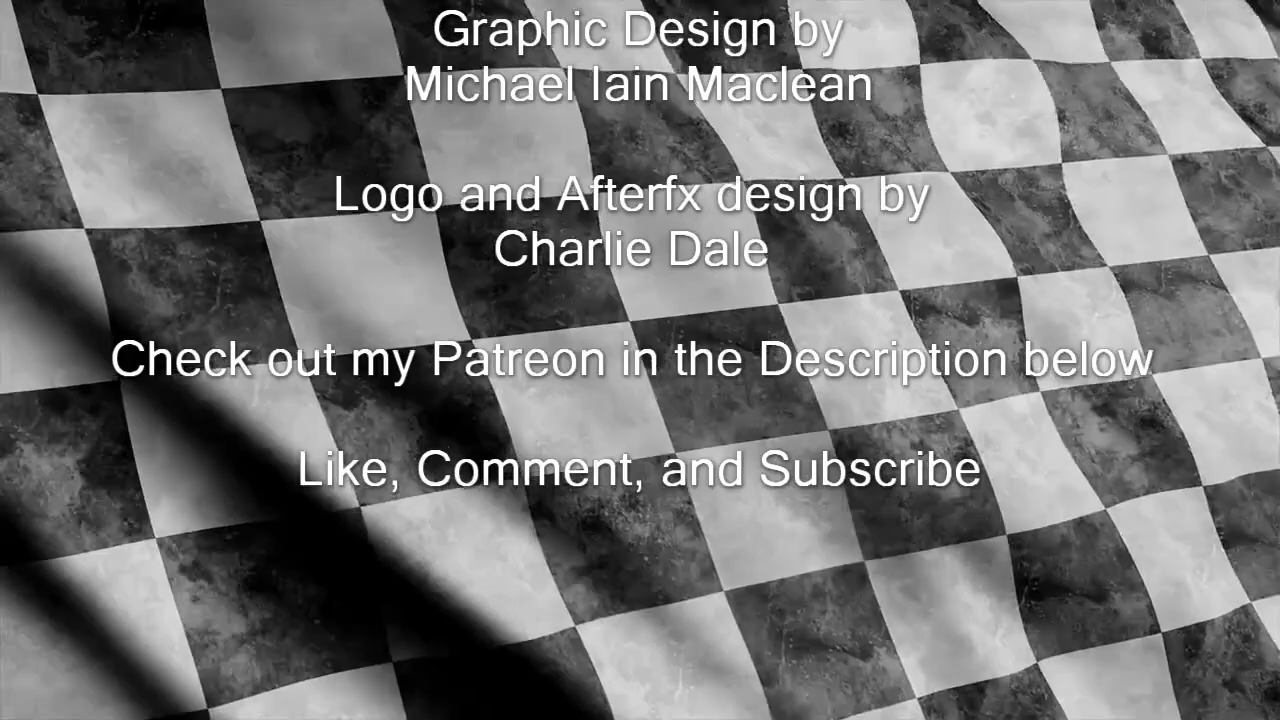 Graphic Design by
Michael Iain Maclean
Logo and Afterfx design by
Charlie Dale
Check out my Patreon in the Description below
Like, Comment, and Subscribe